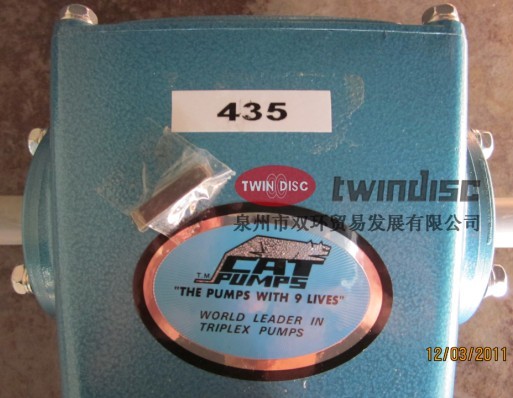 435
TWIN DISC twindisc
泉州市双环贸易发展有限公司
T.M. CAT
PUMPS
"THE PUMPS WITH 9 LIVES"
WORLD LEADER IN
TRIPLEX PUMPS
12/03/2011